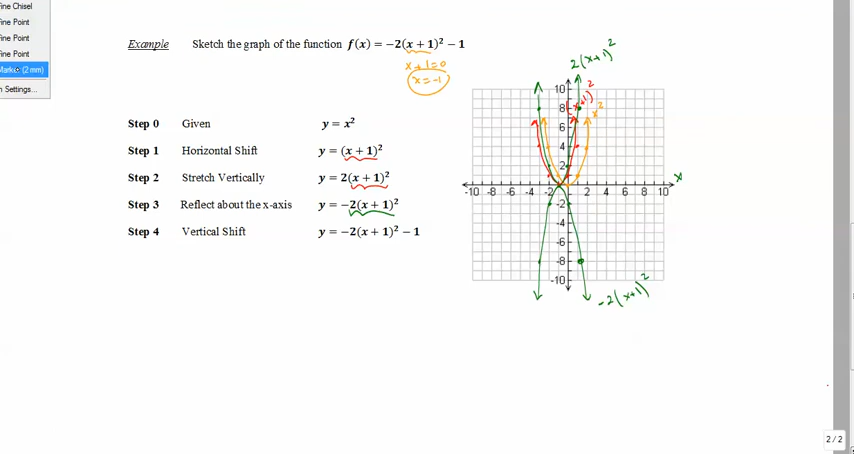 ine Chisel
ine Point
ine Point
ine Point
Marker (2 mm)
n Settings...
Example Sketch the graph of the function f(x) = −2(x + 1)² − 1
x+1=0
x=-1
Step 0 Given y = x²
Step 1 Horizontal Shift y = (x + 1)²
Step 2 Stretch Vertically y = 2(x + 1)²
Step 3 Reflect about the x-axis y = −2(x + 1)²
Step 4 Vertical Shift y = −2(x + 1)² − 1
2(x+1)²
x²
10
8
6
4
2
-10 -8 -6 -4 -2 2 4 6 8 10
x
-2
-4
-6
-8
-10
-2(x+1)²
2 / 2